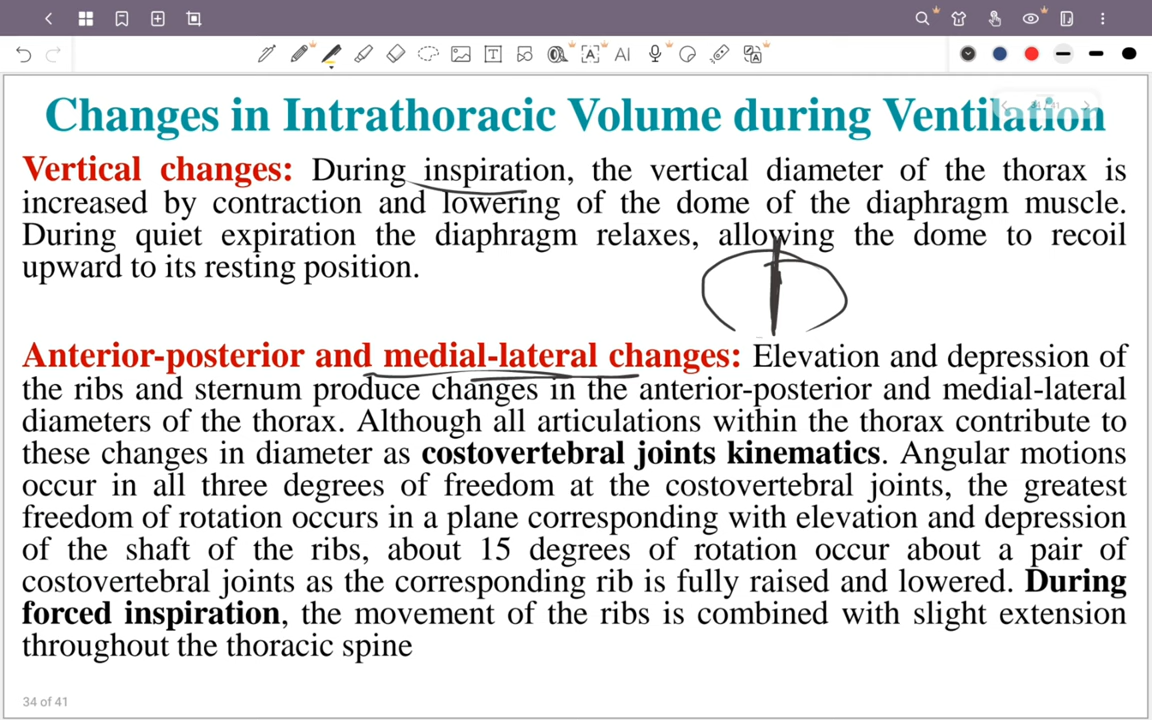 AI
34 / 41
Changes in Intrathoracic Volume during Ventilation
Vertical changes: During inspiration, the vertical diameter of the thorax is
increased by contraction and lowering of the dome of the diaphragm muscle.
During quiet expiration the diaphragm relaxes, allowing the dome to recoil
upward to its resting position.
Anterior-posterior and medial-lateral changes: Elevation and depression of
the ribs and sternum produce changes in the anterior-posterior and medial-lateral
diameters of the thorax. Although all articulations within the thorax contribute to
these changes in diameter as costovertebral joints kinematics. Angular motions
occur in all three degrees of freedom at the costovertebral joints, the greatest
freedom of rotation occurs in a plane corresponding with elevation and depression
of the shaft of the ribs, about 15 degrees of rotation occur about a pair of
costovertebral joints as the corresponding rib is fully raised and lowered. During
forced inspiration, the movement of the ribs is combined with slight extension
throughout the thoracic spine
34 of 41